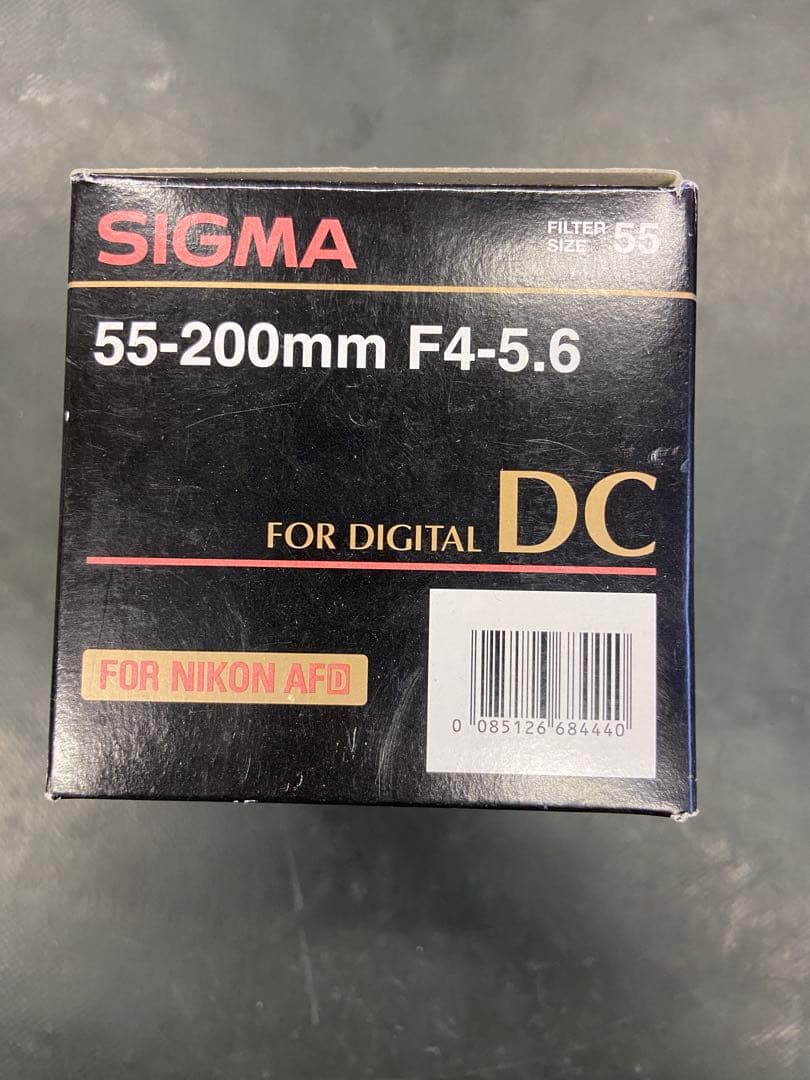 SIGMA
FILTER SIZE 55
55-200mm F4-5.6
FOR DIGITAL DC
FOR NIKON AFD
0 085126 684440